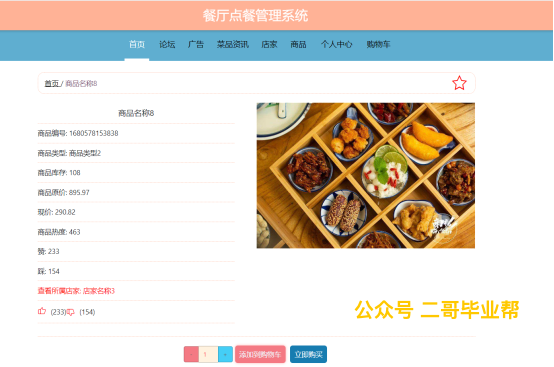 餐厅点餐管理系统
首页 论坛 广告 菜品资讯 店家 商品 个人中心 购物车
首页 / 商品名称8
商品名称8
商品编号: 1680578153838
商品类型: 商品类型2
商品库存: 108
商品原价: 895.97
现价: 290.82
商品热度: 463
赞: 233
踩: 154
查看所属店家: 店家名称3
(233) (154)
公众号 二哥毕业帮
- 1 + 添加到购物车 立即购买